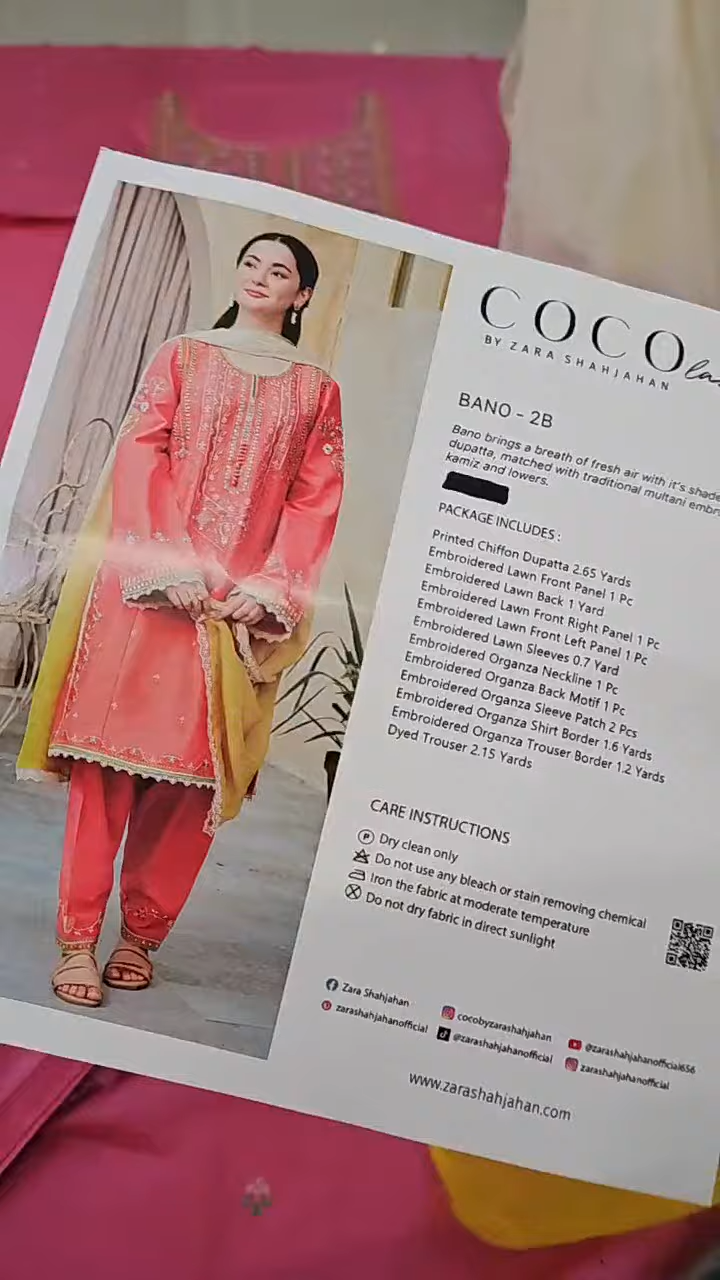 COCO
BY ZARA SHAHJAHAN
BANO - 2B
Bano brings a breath of fresh air with it's shade
dupatta, matched with traditional multani
kamiz and lowers.
PACKAGE INCLUDES :
Printed Chiffon Dupatta 2.65 Yards
Embroidered Lawn Front Panel 1 Pc
Embroidered Lawn Back 1 Yard
Embroidered Lawn Front Right Panel 1 Pc
Embroidered Lawn Front Left Panel 1 Pc
Embroidered Lawn Sleeves 0.7 Yard
Embroidered Organza Neckline 1 Pc
Embroidered Organza Back Motif 1 Pc
Embroidered Organza Sleeve Patch 2 Pcs
Embroidered Organza Shirt Border 1.6 Yards
Embroidered Organza Trouser Border 1.2 Yards
Dyed Trouser 2.15 Yards
CARE INSTRUCTIONS
P Dry clean only
Do not use any bleach or stain removing chemical
Iron the fabric at moderate temperature
Do not dry fabric in direct sunlight
Zara Shahjahan
cocobyzarashahjahan
@zarashahjahanofficial656
zarashahjahanofficial
@zarashahjahanofficial
zarashahjahanofficial
www.zarashahjahan.com